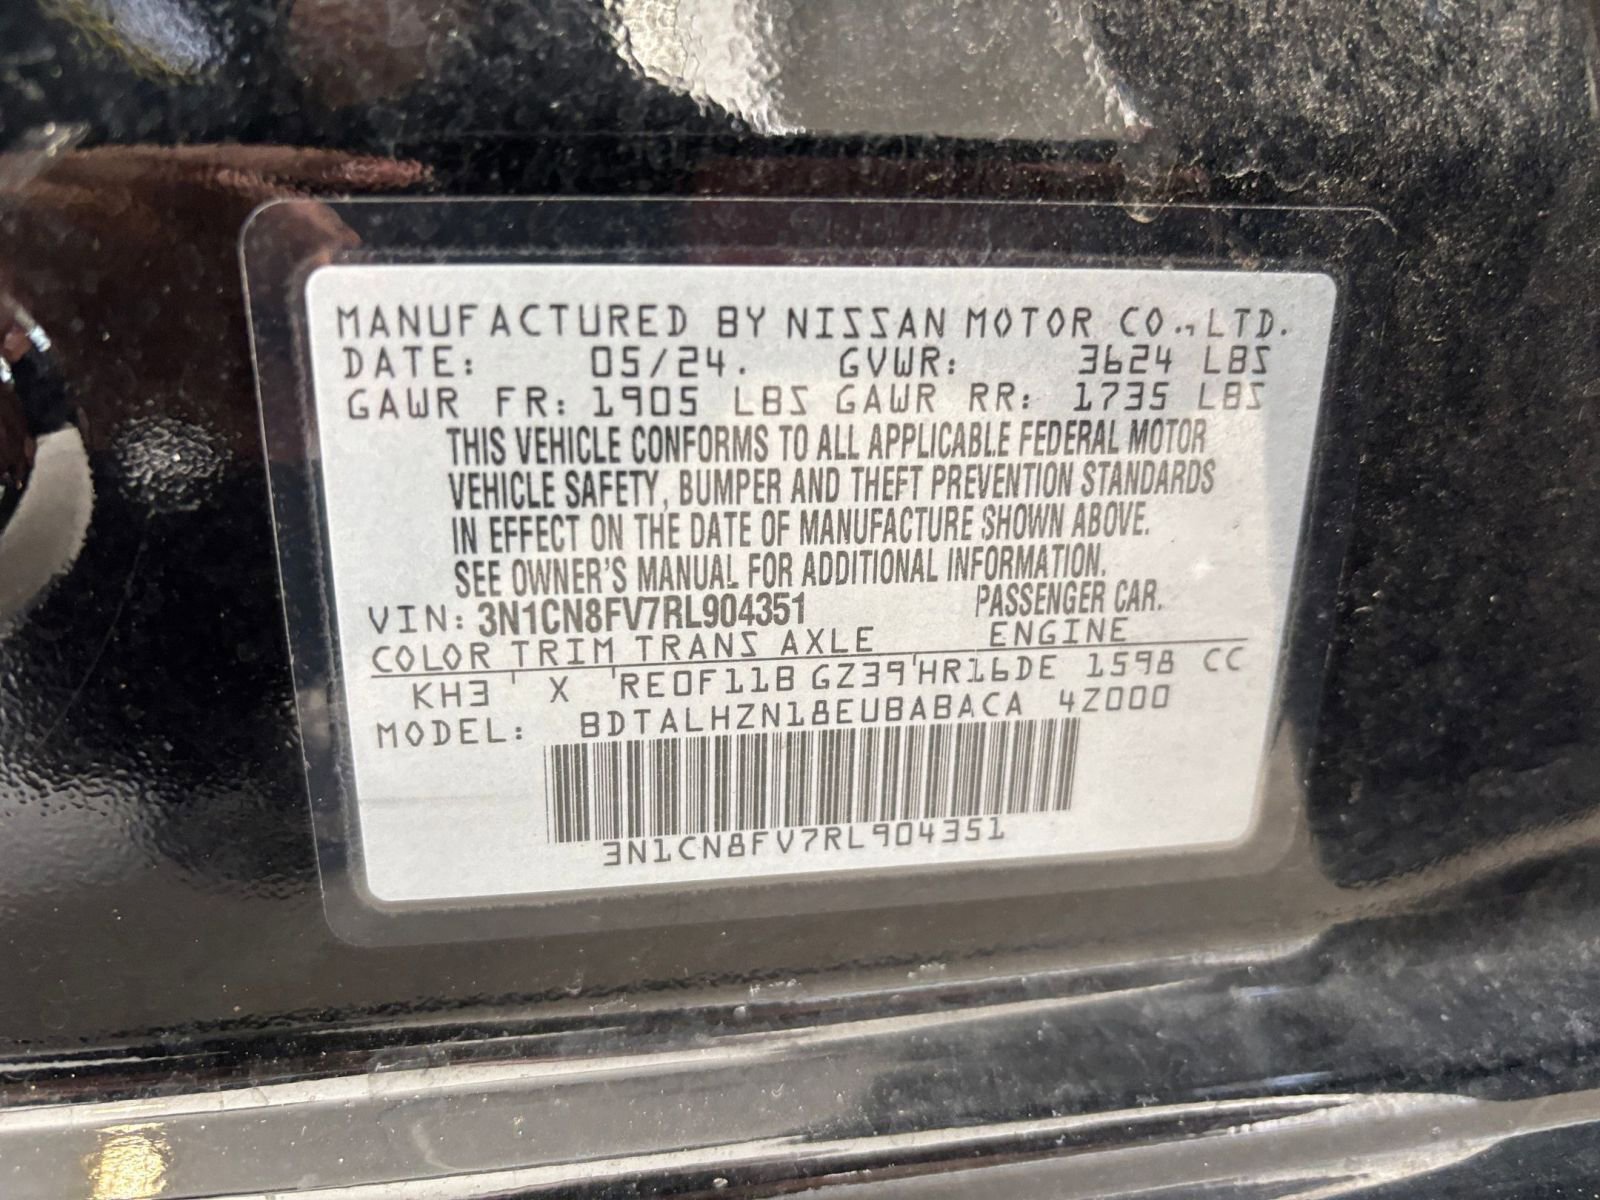 MANUFACTURED BY NISSAN MOTOR CO., LTD.
DATE: 05/24. GVWR: 3624 LBS
GAWR FR: 1905 LBS GAWR RR: 1735 LBS
THIS VEHICLE CONFORMS TO ALL APPLICABLE FEDERAL MOTOR
VEHICLE SAFETY, BUMPER AND THEFT PREVENTION STANDARDS
IN EFFECT ON THE DATE OF MANUFACTURE SHOWN ABOVE.
SEE OWNER'S MANUAL FOR ADDITIONAL INFORMATION.
VIN: 3N1CN8FV7RL904351 PASSENGER CAR.
COLOR TRIM TRANS AXLE ENGINE
KH3 ' X ' RE0F11B GZ39 ' HR16DE 1598 CC
MODEL: BDTALHZN18EUBABACA 4Z000
3N1CN8FV7RL904351